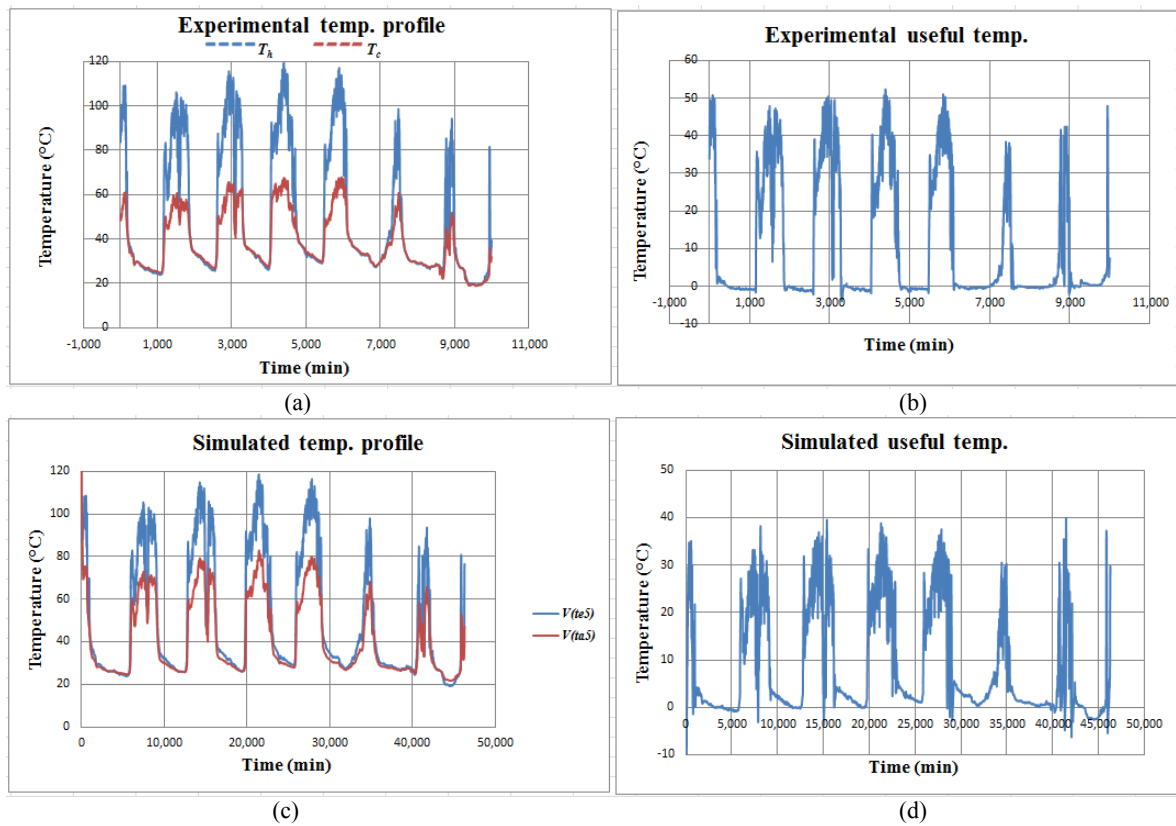 Experimental temp. profile
T_h T_c
120
100
80
60
40
20
0
Temperature (°C)
-1,000 1,000 3,000 5,000 7,000 9,000 11,000
Time (min)
(a)
Experimental useful temp.
60
50
40
30
20
10
0
-10
Temperature (°C)
-1,000 1,000 3,000 5,000 7,000 9,000 11,000
Time (min)
(b)
Simulated temp. profile
120
100
80
60
40
20
0
Temperature (°C)
0 10,000 20,000 30,000 40,000 50,000
Time (min)
V(te5)
V(ta5)
(c)
Simulated useful temp.
50
40
30
20
10
0
-10
Temperature (°C)
0 5,000 10,000 15,000 20,000 25,000 30,000 35,000 40,000 45,000 50,000
Time (min)
(d)